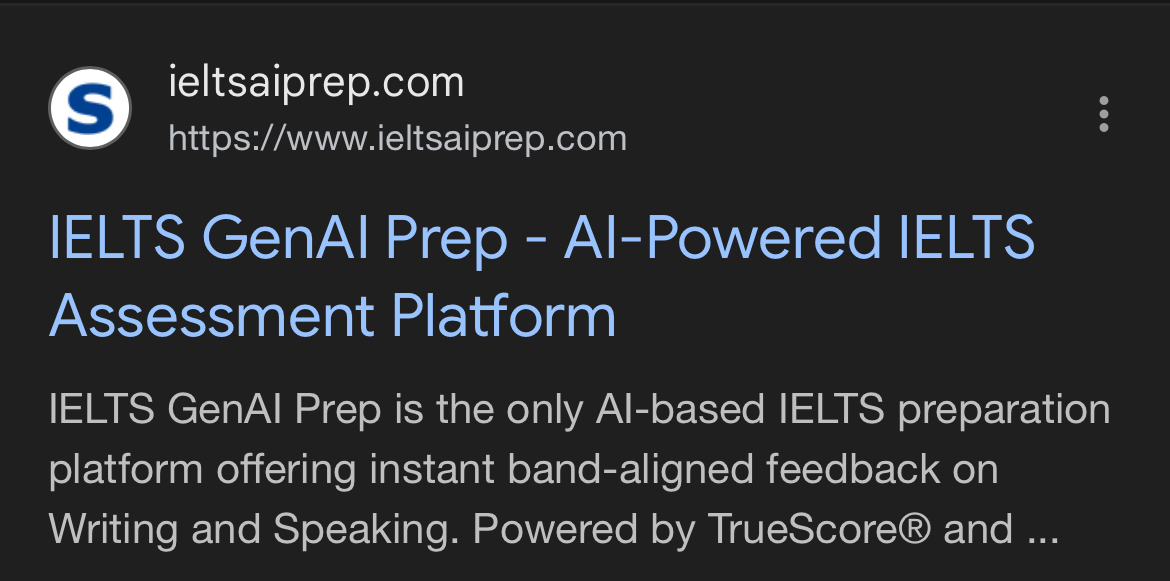 S
ieltsaiprep.com
https://www.ieltsaiprep.com
IELTS GenAI Prep - AI-Powered IELTS
Assessment Platform
IELTS GenAI Prep is the only AI-based IELTS preparation
platform offering instant band-aligned feedback on
Writing and Speaking. Powered by TrueScore® and ...